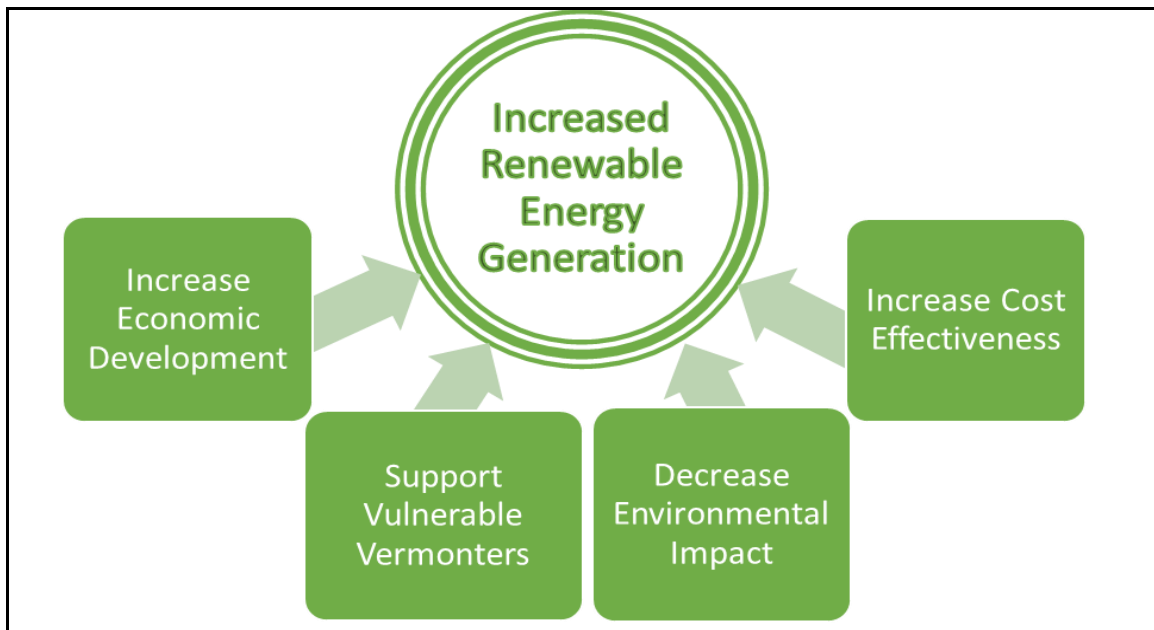 Increased
Renewable
Energy
Generation
Increase
Economic
Development
Support
Vulnerable
Vermonters
Decrease
Environmental
Impact
Increase Cost
Effectiveness